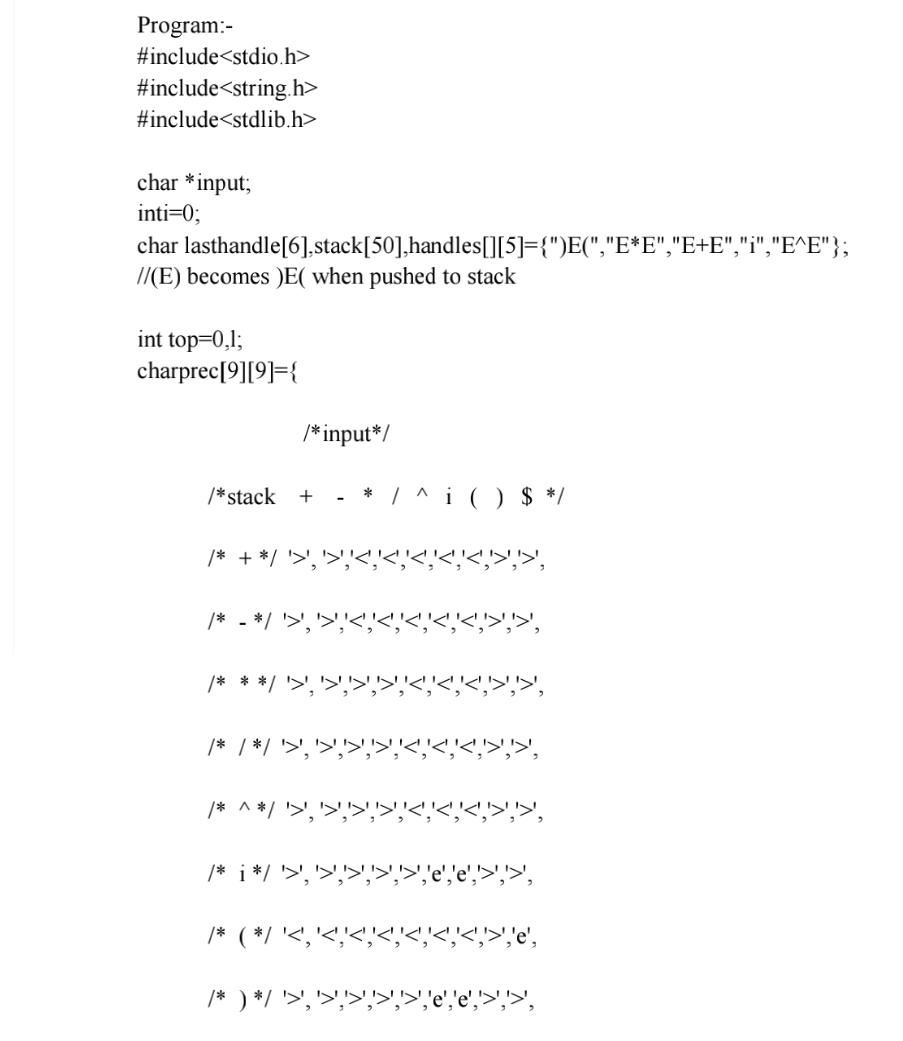 Program:-
#include<stdio.h>
#include<string.h>
#include<stdlib.h>
char *input;
inti=0;
char lasthandle[6],stack[50],handles[][5]={")E(","E*E","E+E","i","E^E"};
//(E) becomes )E( when pushed to stack
int top=0,l;
charprec[9][9]={
/*input*/
/*stack + - * / ^ i ( ) $ */
/* + */ '>', '>','<','<','<','<','<','>','>',
/* - */ '>', '>','<','<','<','<','<','>','>',
/* * */ '>', '>','>','>','<','<','<','>','>',
/* / */ '>', '>','>','>','<','<','<','>','>',
/* ^ */ '>', '>','>','>','<','<','<','>','>',
/* i */ '>', '>','>','>','>','e','e','>','>',
/* ( */ '<', '<','<','<','<','<','<','>','e',
/* ) */ '>', '>','>','>','>','e','e','>','>',